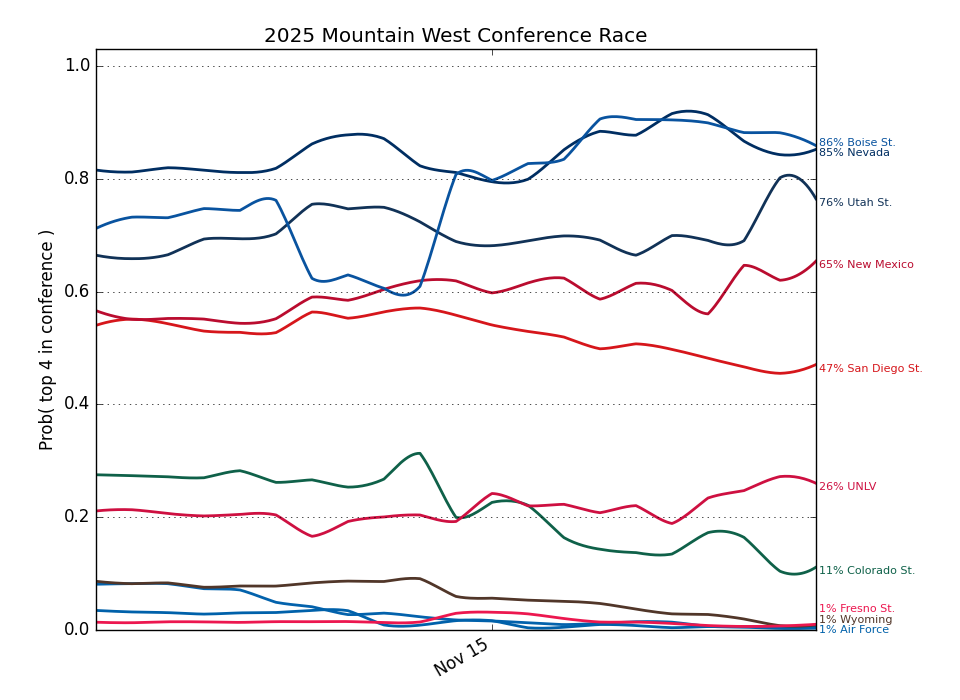 2025 Mountain West Conference Race
1.0
0.8
0.6
0.4
0.2
0.0
Prob( top 4 in conference )
Nov 15
86% Boise St.
85% Nevada
76% Utah St.
65% New Mexico
47% San Diego St.
26% UNLV
11% Colorado St.
1% Fresno St.
1% Wyoming
1% Air Force